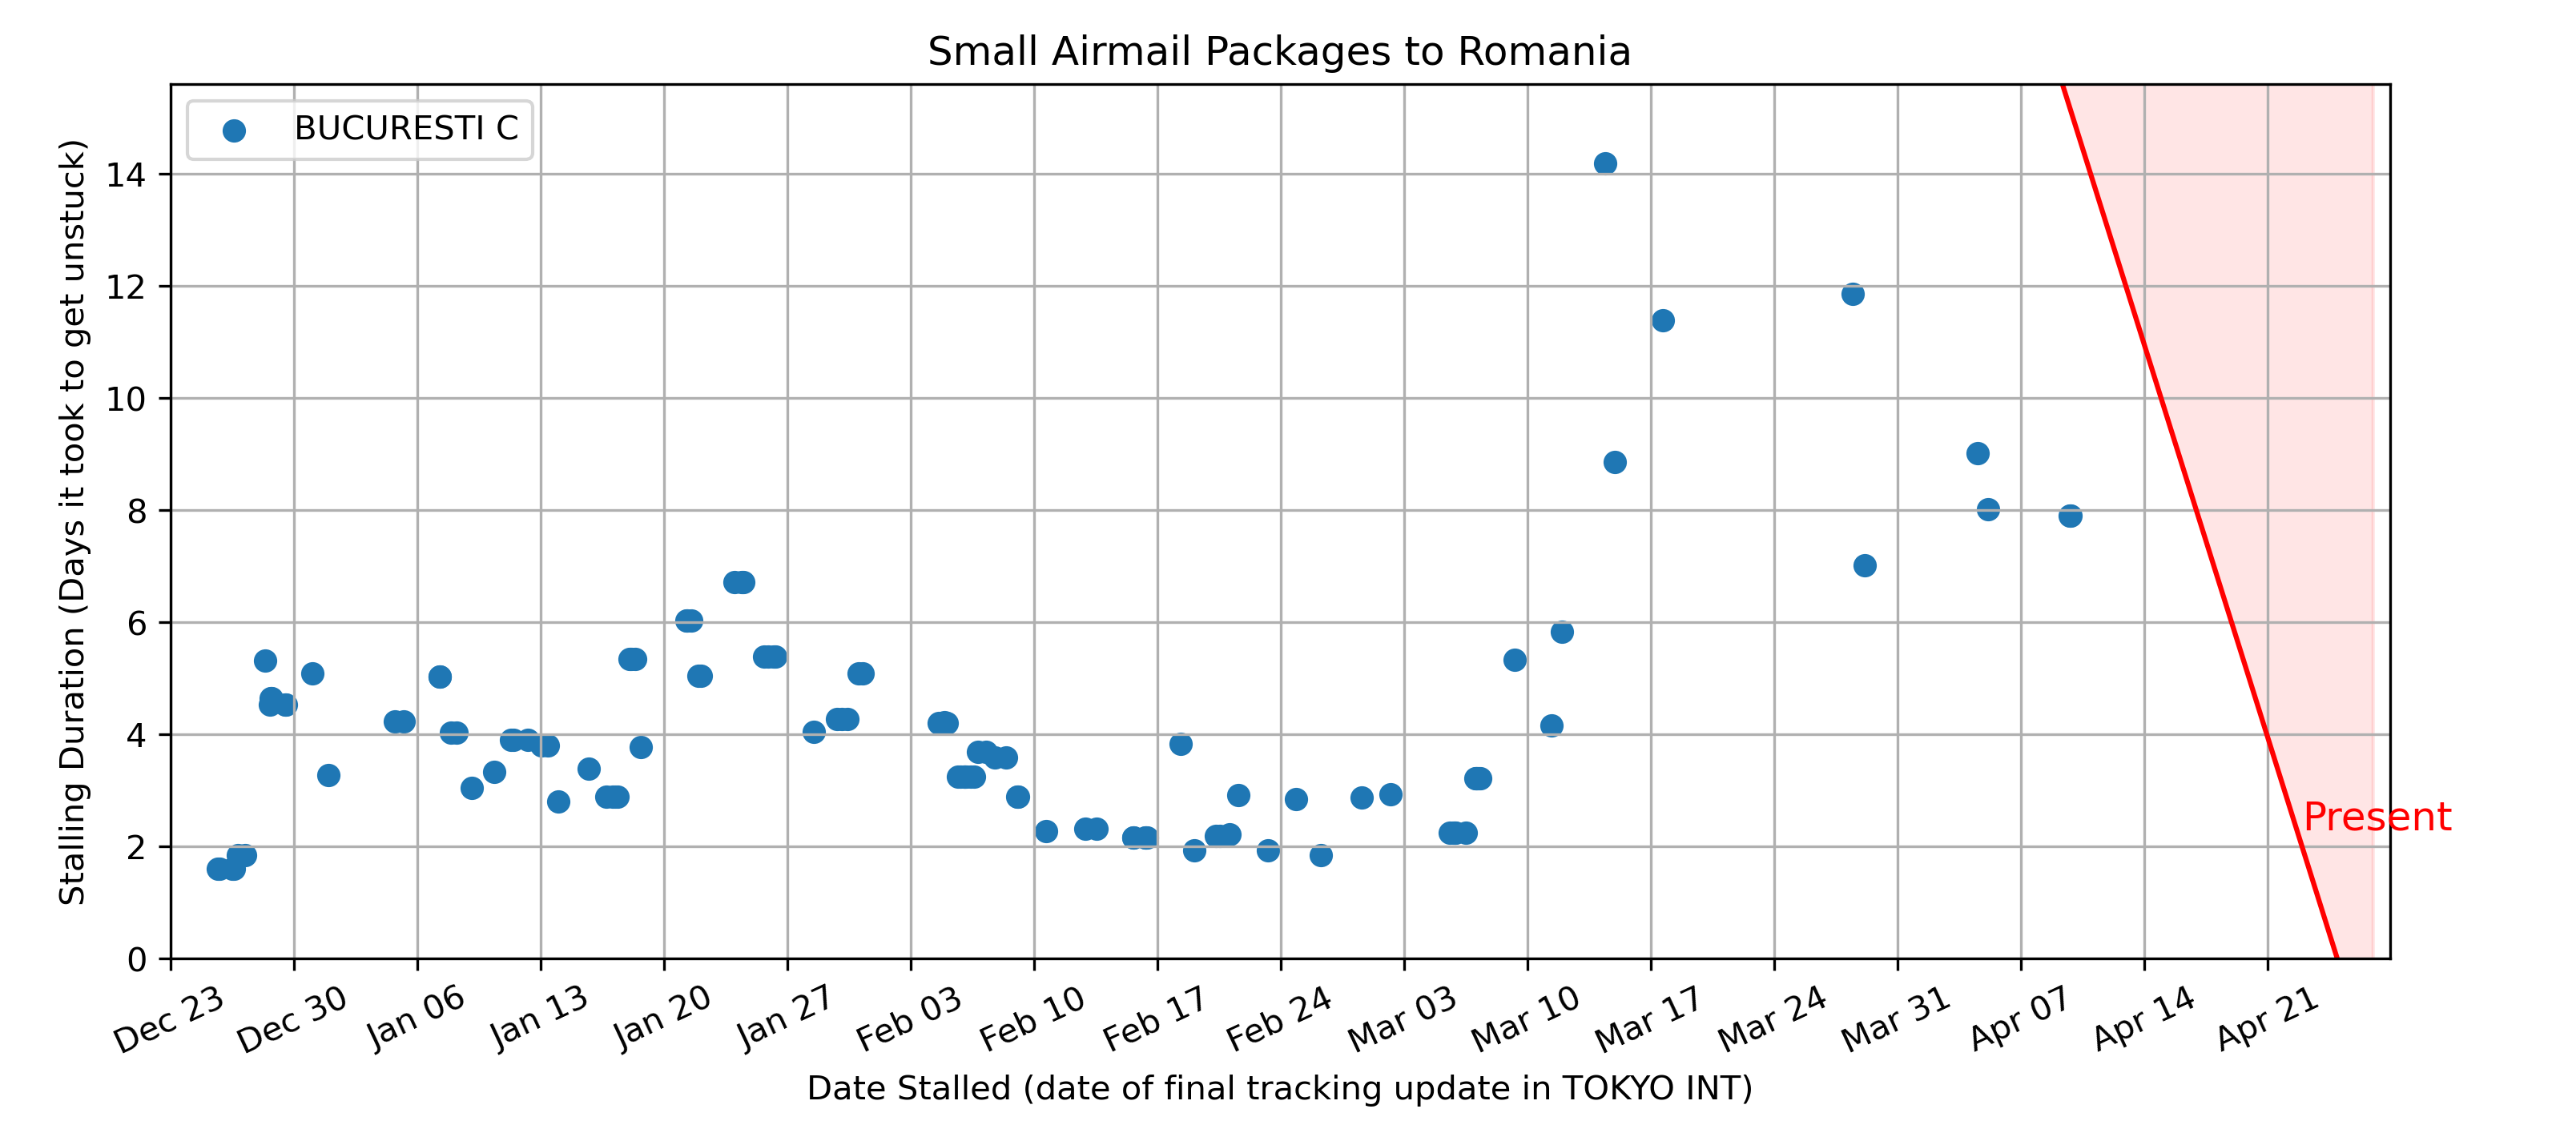 Small Airmail Packages to Romania
BUCURESTI C
Stalling Duration (Days it took to get unstuck)
14
12
10
8
6
4
2
0
Present
Dec 23
Dec 30
Jan 06
Jan 13
Jan 20
Jan 27
Feb 03
Feb 10
Feb 17
Feb 24
Mar 03
Mar 10
Mar 17
Mar 24
Mar 31
Apr 07
Apr 14
Apr 21
Date Stalled (date of final tracking update in TOKYO INT)